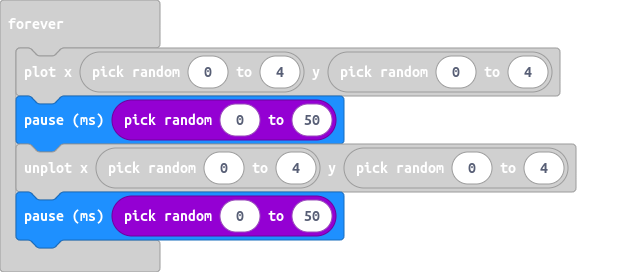 forever
plot x pick random 0 to 4 y pick random 0 to 4
pause (ms) pick random 0 to 50
unplot x pick random 0 to 4 y pick random 0 to 4
pause (ms) pick random 0 to 50